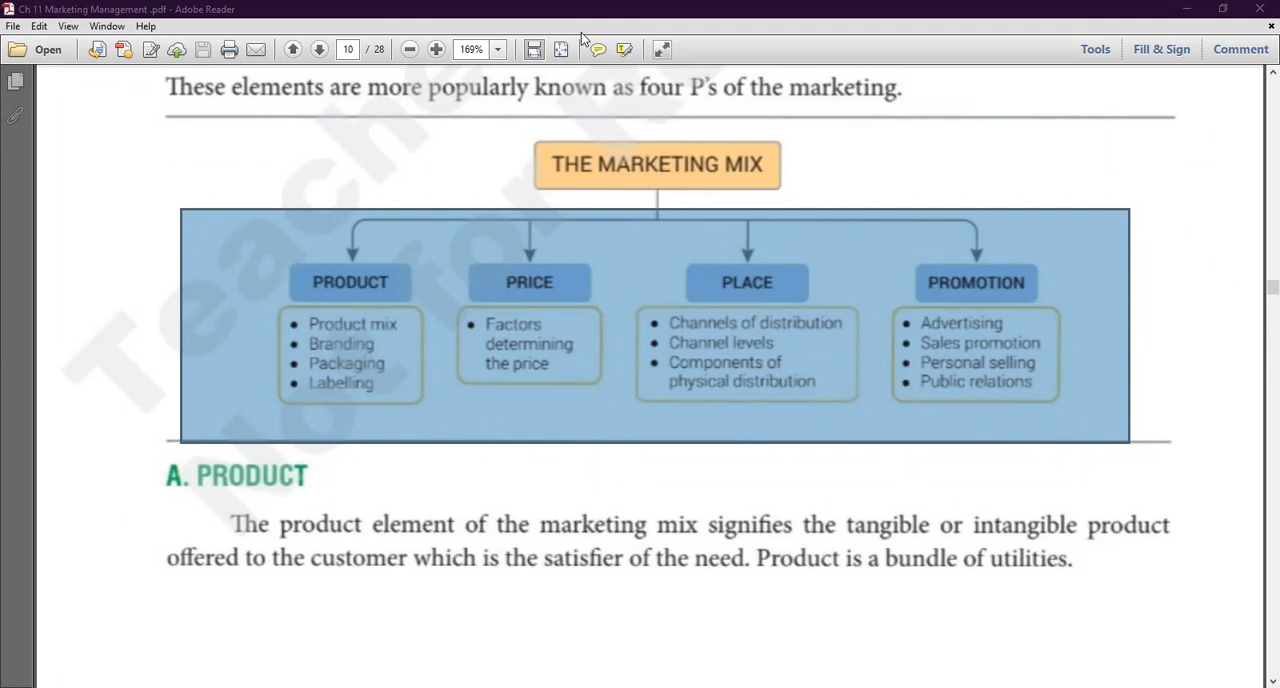 Ch 11 Marketing Management .pdf - Adobe Reader
File Edit View Window Help
Open 10 / 28 169% Tools Fill & Sign Comment
These elements are more popularly known as four P's of the marketing.
THE MARKETING MIX
PRODUCT
• Product mix
• Branding
• Packaging
• Labelling
PRICE
• Factors
determining
the price
PLACE
• Channels of distribution
• Channel levels
• Components of
physical distribution
PROMOTION
• Advertising
• Sales promotion
• Personal selling
• Public relations
A. PRODUCT
The product element of the marketing mix signifies the tangible or intangible product
offered to the customer which is the satisfier of the need. Product is a bundle of utilities.